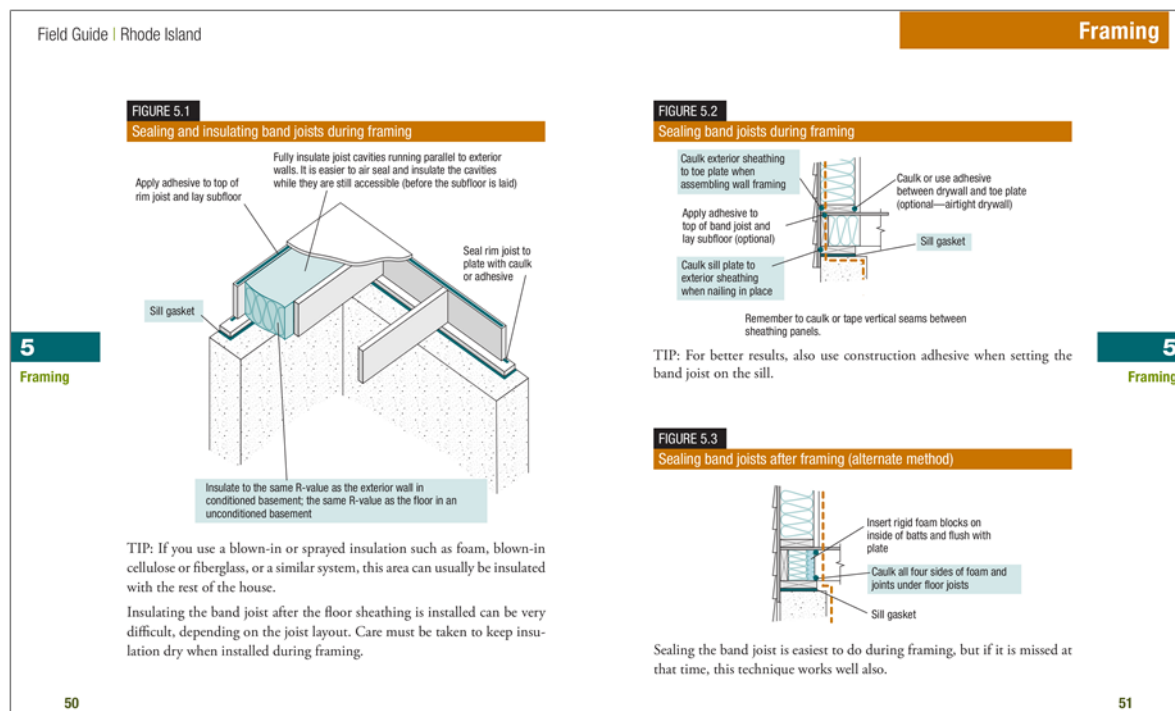 Field Guide | Rhode Island
FIGURE 5.1
Sealing and insulating band joists during framing
Fully insulate joist cavities running parallel to exterior
walls. It is easier to air seal and insulate the cavities
while they are still accessible (before the subfloor is laid)
Apply adhesive to top of
rim joist and lay subfloor
Seal rim joist to
plate with caulk
or adhesive
Sill gasket
5
Framing
Insulate to the same R-value as the exterior wall in
conditioned basement; the same R-value as the floor in an
unconditioned basement
TIP: If you use a blown-in or sprayed insulation such as foam, blown-in
cellulose or fiberglass, or a similar system, this area can usually be insulated
with the rest of the house.
Insulating the band joist after the floor sheathing is installed can be very
difficult, depending on the joist layout. Care must be taken to keep insu-
lation dry when installed during framing.
50
Framing
FIGURE 5.2
Sealing band joists during framing
Caulk exterior sheathing
to toe plate when
assembling wall framing
Caulk or use adhesive
between drywall and toe plate
(optional—airtight drywall)
Apply adhesive to
top of band joist and
lay subfloor (optional)
Sill gasket
Caulk sill plate to
exterior sheathing
when nailing in place
Remember to caulk or tape vertical seams between
sheathing panels.
TIP: For better results, also use construction adhesive when setting the
band joist on the sill.
5
Framing
FIGURE 5.3
Sealing band joists after framing (alternate method)
Insert rigid foam blocks on
inside of batts and flush with
plate
Caulk all four sides of foam and
joints under floor joists
Sill gasket
Sealing the band joist is easiest to do during framing, but if it is missed at
that time, this technique works well also.
51